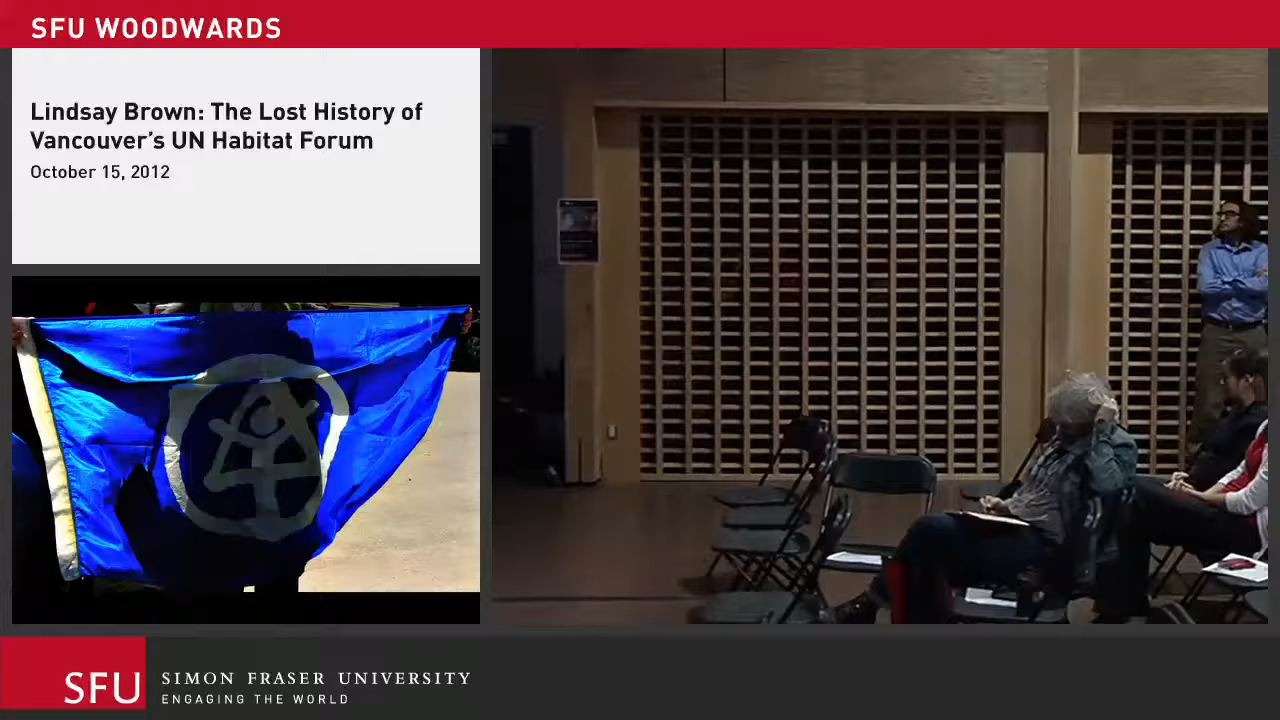 SFU WOODWARDS
Lindsay Brown: The Lost History of
Vancouver's UN Habitat Forum
October 15, 2012
SFU
SIMON FRASER UNIVERSITY
ENGAGING THE WORLD